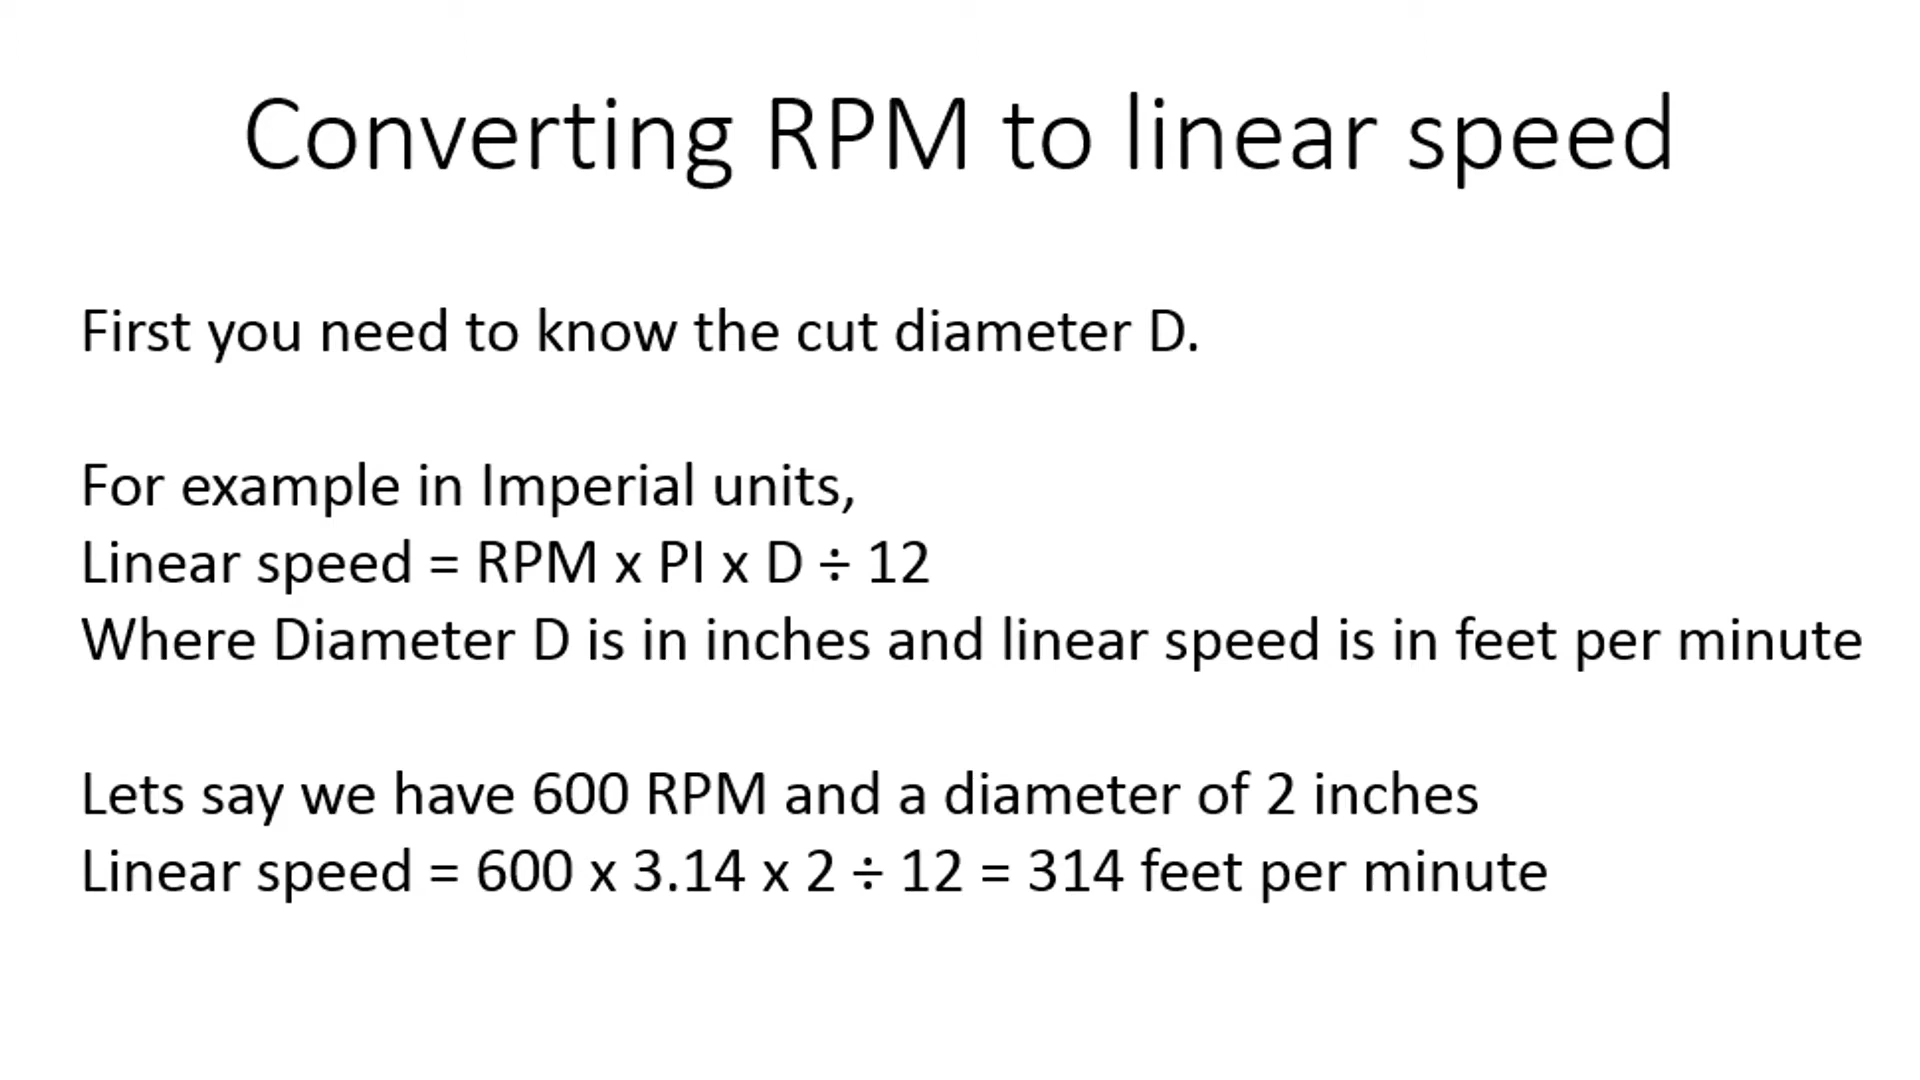 Converting RPM to linear speed
First you need to know the cut diameter D.
For example in Imperial units,
Linear speed = RPM x PI x D ÷ 12
Where Diameter D is in inches and linear speed is in feet per minute
Lets say we have 600 RPM and a diameter of 2 inches
Linear speed = 600 x 3.14 x 2 ÷ 12 = 314 feet per minute